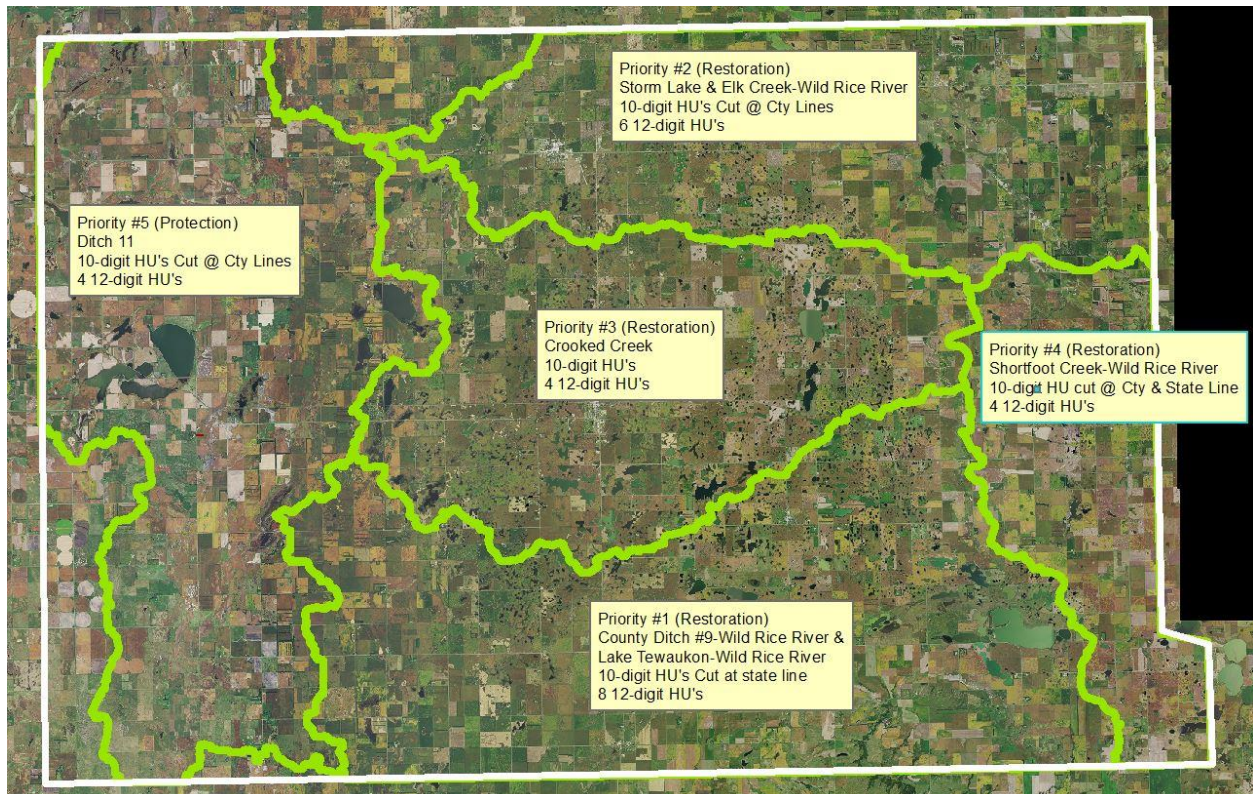 Priority #2 (Restoration)
Storm Lake & Elk Creek-Wild Rice River
10-digit HU's Cut @ Cty Lines
6 12-digit HU's
Priority #5 (Protection)
Ditch 11
10-digit HU's Cut @ Cty Lines
4 12-digit HU's
Priority #3 (Restoration)
Crooked Creek
10-digit HU's
4 12-digit HU's
Priority #4 (Restoration)
Shortfoot Creek-Wild Rice River
10-digit HU cut @ Cty & State Line
4 12-digit HU's
Priority #1 (Restoration)
County Ditch #9-Wild Rice River &
Lake Tewaukon-Wild Rice River
10-digit HU's Cut at state line
8 12-digit HU's